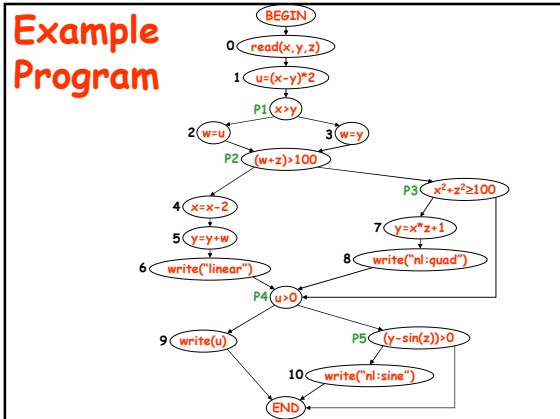 Example
Program
BEGIN
0 read(x,y,z)
1 u=(x-y)*2
P1 x>y
2 w=u 3 w=y
P2 (w+z)>100
P3 x²+z²≥100
4 x=x-2
7 y=x*z+1
5 y=y+w
6 write("linear") 8 write("nl:quad")
P4 u>0
9 write(u) P5 (y-sin(z))>0
10 write("nl:sine")
END